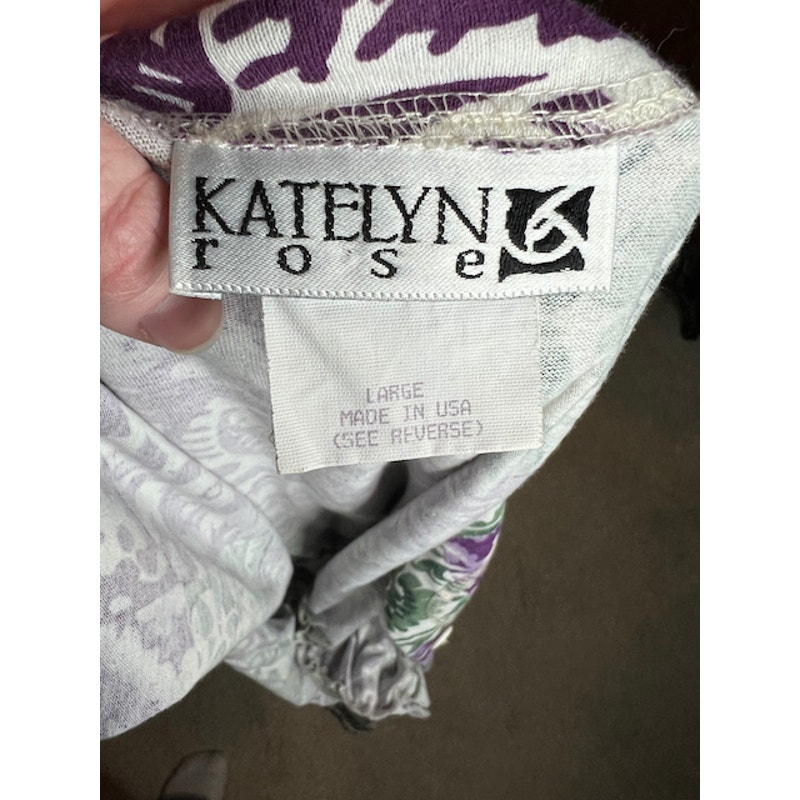 KATELYN
rose
LARGE
MADE IN USA
(SEE REVERSE)